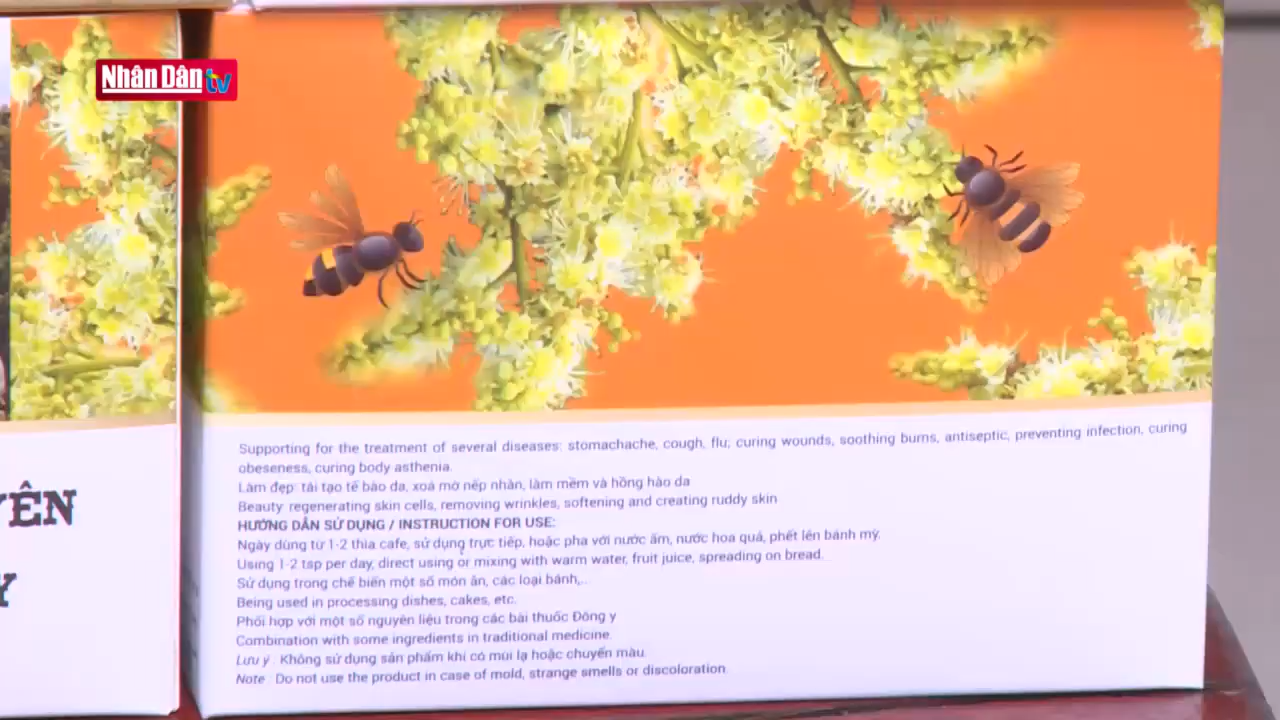 Nhân Dân tv
YÊN
Y
Supporting for the treatment of several diseases: stomachache, cough, flu; curing wounds, soothing burns, antiseptic, preventing infection, curing
obeseness, curing body asthenia.
Làm đẹp: tái tạo tế bào da, xoá mờ nếp nhăn, làm mềm và hồng hào da
Beauty: regenerating skin cells, removing wrinkles, softening and creating ruddy skin
HƯỚNG DẪN SỬ DỤNG / INSTRUCTION FOR USE:
Ngày dùng từ 1-2 thìa cafe, sử dụng trực tiếp, hoặc pha với nước ấm, nước hoa quả, phết lên bánh mỳ.
Using 1-2 tsp per day, direct using or mixing with warm water, fruit juice, spreading on bread.
Sử dụng trong chế biến một số món ăn, các loại bánh,..
Being used in processing dishes, cakes, etc.
Phối hợp với một số nguyên liệu trong các bài thuốc Đông y
Combination with some ingredients in traditional medicine.
Lưu ý: Không sử dụng sản phẩm khi có mùi lạ hoặc chuyển màu.
Note: Do not use the product in case of mold, strange smells or discoloration.